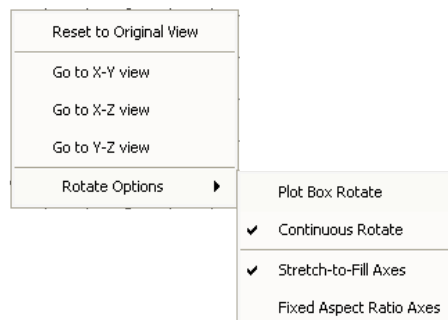 Reset to Original View
Go to X-Y view
Go to X-Z view
Go to Y-Z view
Rotate Options
Plot Box Rotate
Continuous Rotate
Stretch-to-Fill Axes
Fixed Aspect Ratio Axes